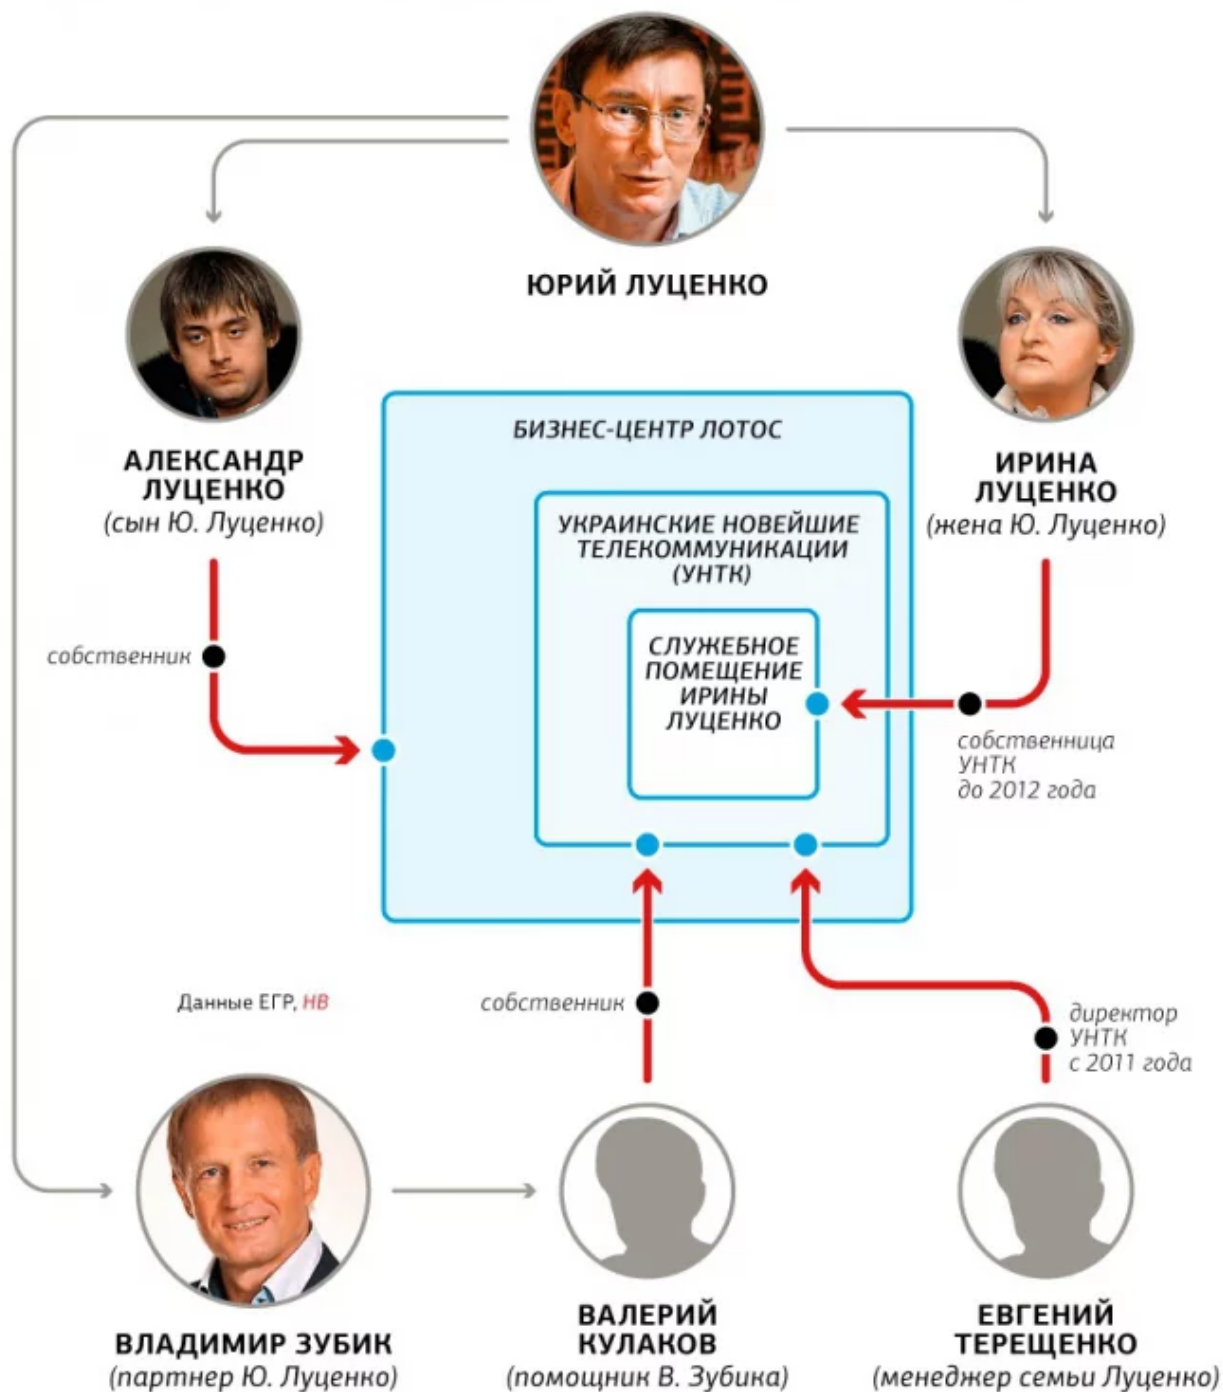 ЮРИЙ ЛУЦЕНКО
АЛЕКСАНДР
ЛУЦЕНКО
(сын Ю. Луценко)
ИРИНА
ЛУЦЕНКО
(жена Ю. Луценко)
БИЗНЕС-ЦЕНТР ЛОТОС
УКРАИНСКИЕ НОВЕЙШИЕ
ТЕЛЕКОММУНИКАЦИИ
(УНТК)
СЛУЖЕБНОЕ
ПОМЕЩЕНИЕ
ИРИНЫ
ЛУЦЕНКО
собственник
собственница
УНТК
до 2012 года
Данные ЕГР, НВ
собственник
директор
УНТК
с 2011 года
ВЛАДИМИР ЗУБИК
(партнер Ю. Луценко)
ВАЛЕРИЙ
КУЛАКОВ
(помощник В. Зубика)
ЕВГЕНИЙ
ТЕРЕЩЕНКО
(менеджер семьи Луценко)